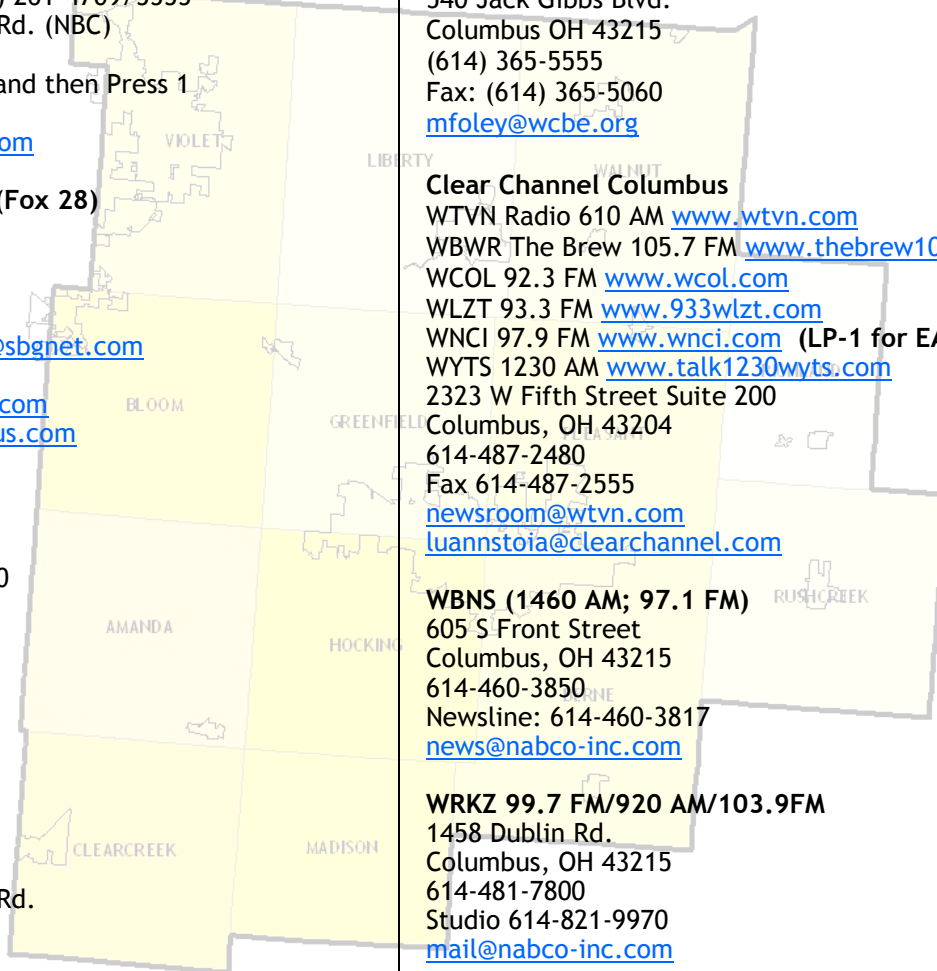 Rd. (NBC)
and then Press 1
om
(Fox 28)
@sbgnet.com
.com
us.com
0
Rd.
540 Jack Gibbs Blvd.
Columbus OH 43215
(614) 365-5555
Fax: (614) 365-5060
mfoley@wcbe.org
Clear Channel Columbus
WTVN Radio 610 AM www.wtvn.com
WBWR The Brew 105.7 FM www.thebrew10
WCOL 92.3 FM www.wcol.com
WLZT 93.3 FM www.933wlzt.com
WNCI 97.9 FM www.wnci.com (LP-1 for EA
WYTS 1230 AM www.talk1230wyts.com
2323 W Fifth Street Suite 200
Columbus, OH 43204
614-487-2480
Fax 614-487-2555
newsroom@wtvn.com
luannstoia@clearchannel.com
WBNS (1460 AM; 97.1 FM)
605 S Front Street
Columbus, OH 43215
614-460-3850
Newsline: 614-460-3817
news@nabco-inc.com
WRKZ 99.7 FM/920 AM/103.9FM
1458 Dublin Rd.
Columbus, OH 43215
614-481-7800
Studio 614-821-9970
mail@nabco-inc.com
VIOLET
LIBERTY
WALNUT
BLOOM
GREENFIELD
PLEASANT
AMANDA
HOCKING
BERNE
RUSHCREEK
CLEARCREEK
MADISON